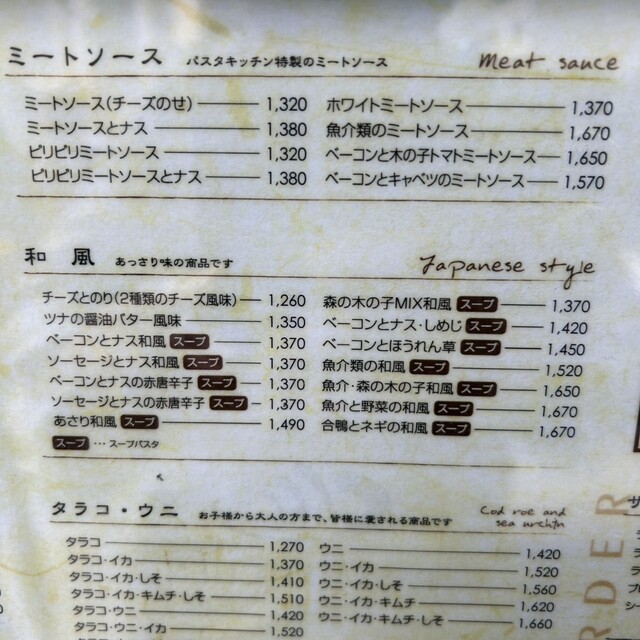 ミートソース パスタキッチン特製のミートソース Meat sauce
ミートソース(チーズのせ) 1,320
ミートソースとナス 1,380
ピリピリミートソース 1,320
ピリピリミートソースとナス 1,380
ホワイトミートソース 1,370
魚介類のミートソース 1,670
ベーコンと木の子トマトミートソース 1,650
ベーコンとキャベツのミートソース 1,570
和風 あっさり味の商品です Japanese style
チーズとのり(2種類のチーズ風味) 1,260
ツナの醤油バター風味 1,350
ベーコンとナス和風 スープ 1,370
ソーセージとナス和風 スープ 1,370
ベーコンとナスの赤唐辛子 スープ 1,370
ソーセージとナスの赤唐辛子 スープ 1,370
あさり和風 スープ 1,490
スープ … スープパスタ
森の木の子MIX和風 スープ 1,370
ベーコンとナス・しめじ スープ 1,420
ベーコンとほうれん草 スープ 1,450
魚介類の和風 スープ 1,520
魚介・森の木の子和風 スープ 1,650
魚介と野菜の和風 スープ 1,670
合鴨とネギの和風 スープ 1,670
タラコ・ウニ お子様から大人の方まで、皆様に愛される商品です Cod roe and
sea urchin
タラコ 1,270
タラコ・イカ 1,370
タラコ・イカ・しそ 1,410
タラコ・イカ・キムチ・しそ 1,510
タラコ・ウニ 1,420
タラコ・ウニ・イカ 1,520
ウニ 1,420
ウニ・イカ 1,520
ウニ・イカ・しそ 1,560
ウニ・イカ・キムチ 1,620
ウニ・イカ・キムチ・しそ 1,660
RDER